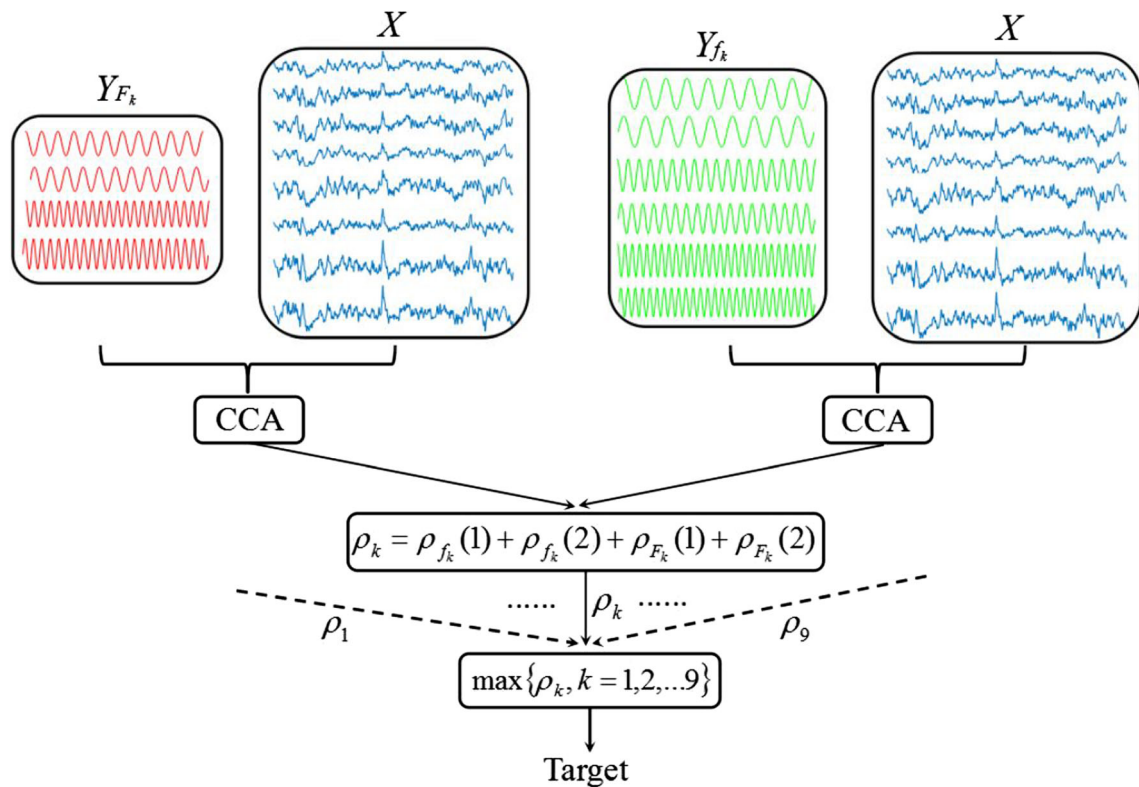 Y_{F_k}
X
Y_{f_k}
X
CCA
CCA
ρ_k = ρ_{f_k}(1) + ρ_{f_k}(2) + ρ_{F_k}(1) + ρ_{F_k}(2)
ρ_1 ...... ρ_k ...... ρ_9
max{ρ_k, k = 1,2,...9}
Target